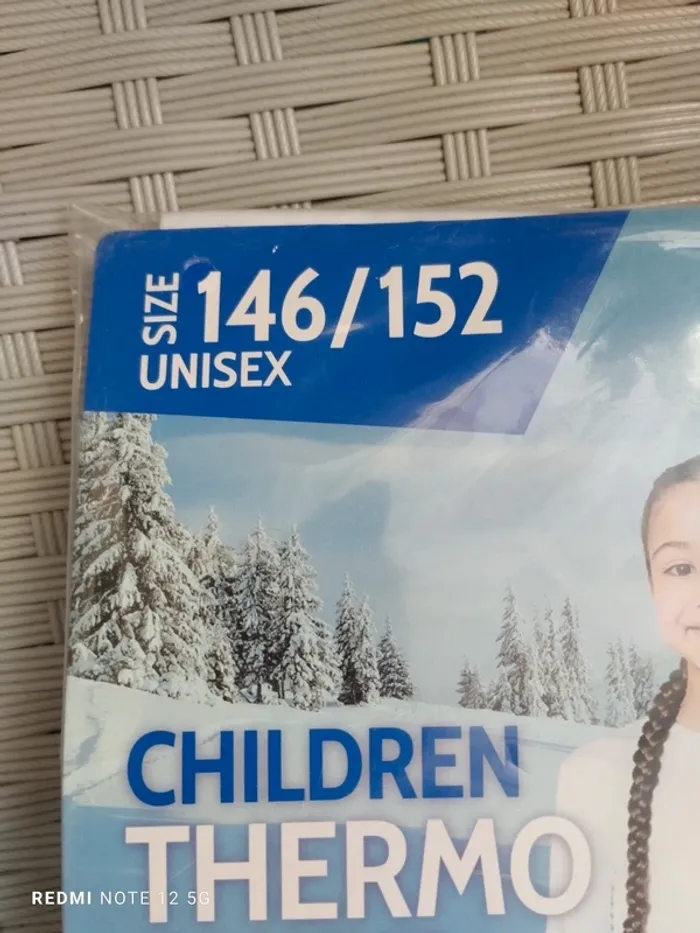 SIZE 146/152
UNISEX
CHILDREN
THERMO
REDMI NOTE 12 5G